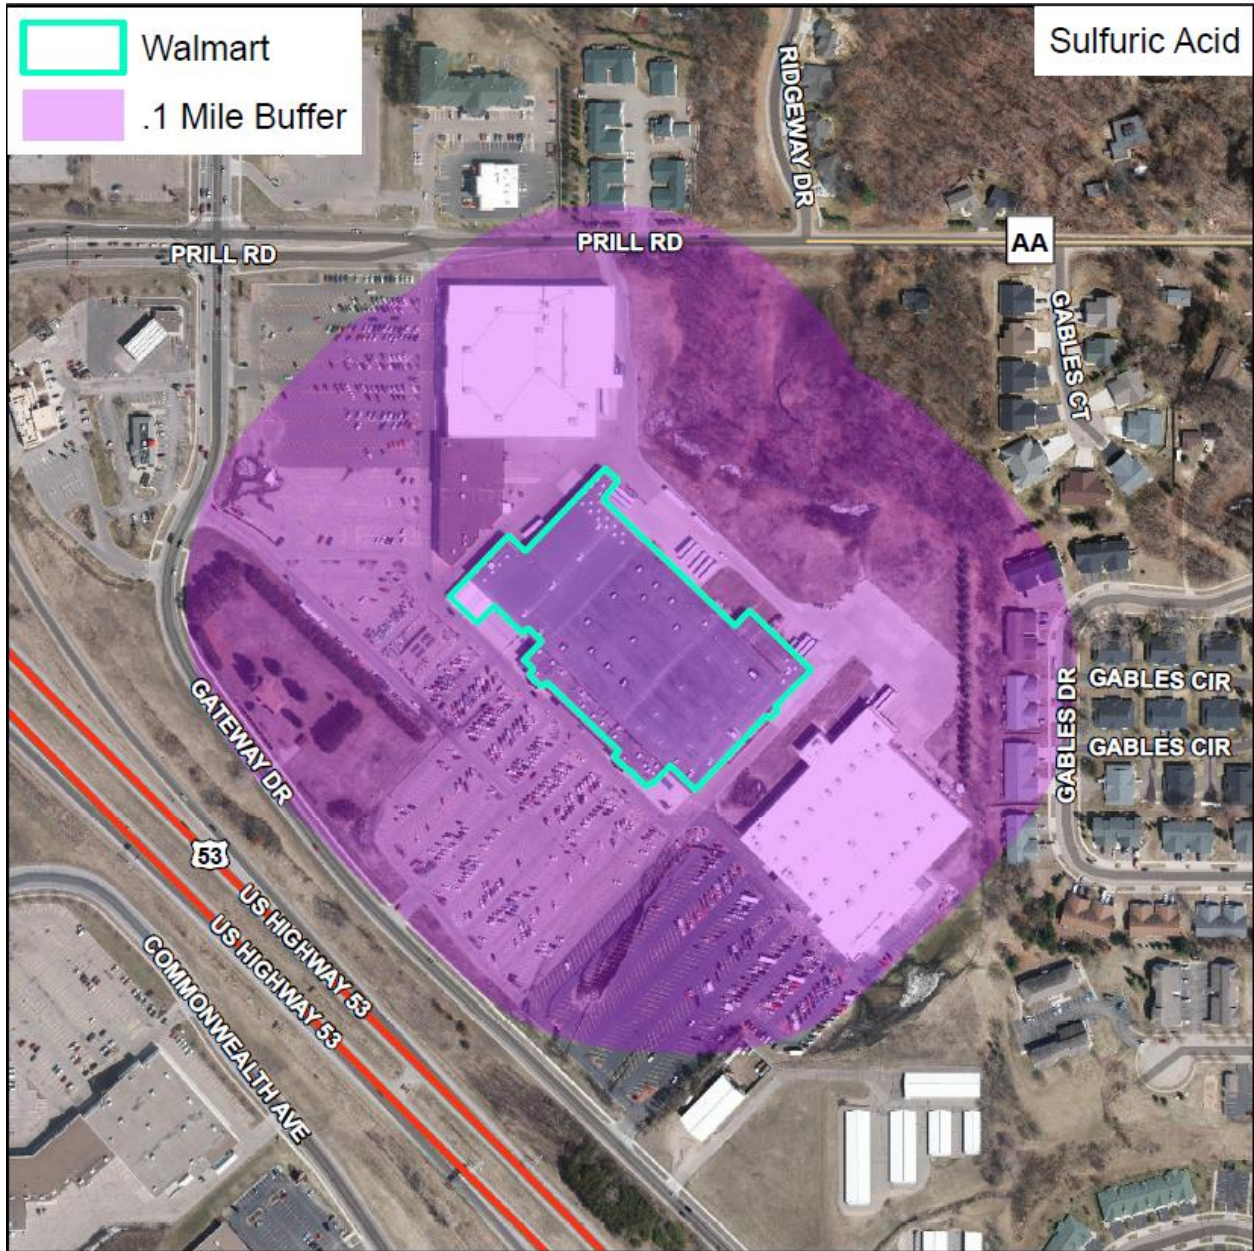 Walmart
.1 Mile Buffer
Sulfuric Acid
RIDGEWAY DR
PRILL RD
PRILL RD
AA
GABLES CT
GABLES CIR
GABLES DR
GABLES CIR
GATEWAY DR
53
US HIGHWAY 53
US HIGHWAY 53
COMMONWEALTH AVE